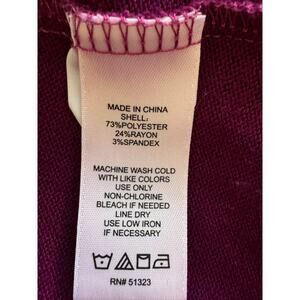 MADE IN CHINA
SHELL:
73%POLYESTER
24%RAYON
3%SPANDEX
MACHINE WASH COLD
WITH LIKE COLORS
USE ONLY
NON-CHLORINE
BLEACH IF NEEDED
LINE DRY
USE LOW IRON
IF NECESSARY
RN# 51323